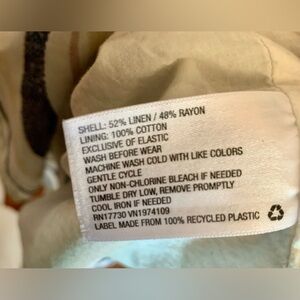 SHELL: 52% LINEN / 48% RAYON
LINING: 100% COTTON
EXCLUSIVE OF ELASTIC
WASH BEFORE WEAR
MACHINE WASH COLD WITH LIKE COLORS
GENTLE CYCLE
ONLY NON-CHLORINE BLEACH IF NEEDED
TUMBLE DRY LOW, REMOVE PROMPTLY
COOL IRON IF NEEDED
RN17730 VN1974109
LABEL MADE FROM 100% RECYCLED PLASTIC